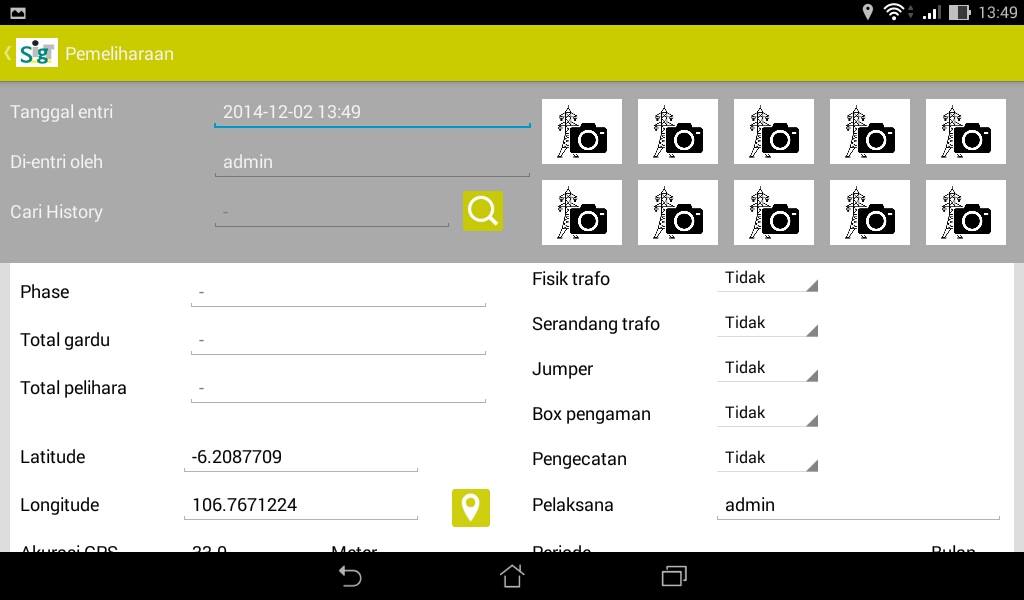 13:49
SigT Pemeliharaan
Tanggal entri 2014-12-02 13:49
Di-entri oleh admin
Cari History -
Phase -
Total gardu -
Total pelihara -
Latitude -6.2087709
Longitude 106.7671224
Akurasi GPS 22.0 Meter
Fisik trafo Tidak
Serandang trafo Tidak
Jumper Tidak
Box pengaman Tidak
Pengecatan Tidak
Pelaksana admin
Periode Bulan